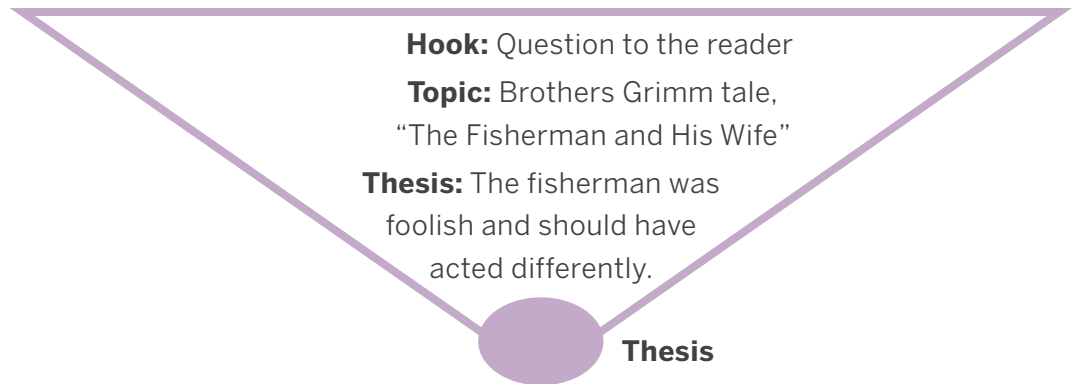 Hook: Question to the reader
Topic: Brothers Grimm tale,
“The Fisherman and His Wife”
Thesis: The fisherman was
foolish and should have
acted differently.
Thesis